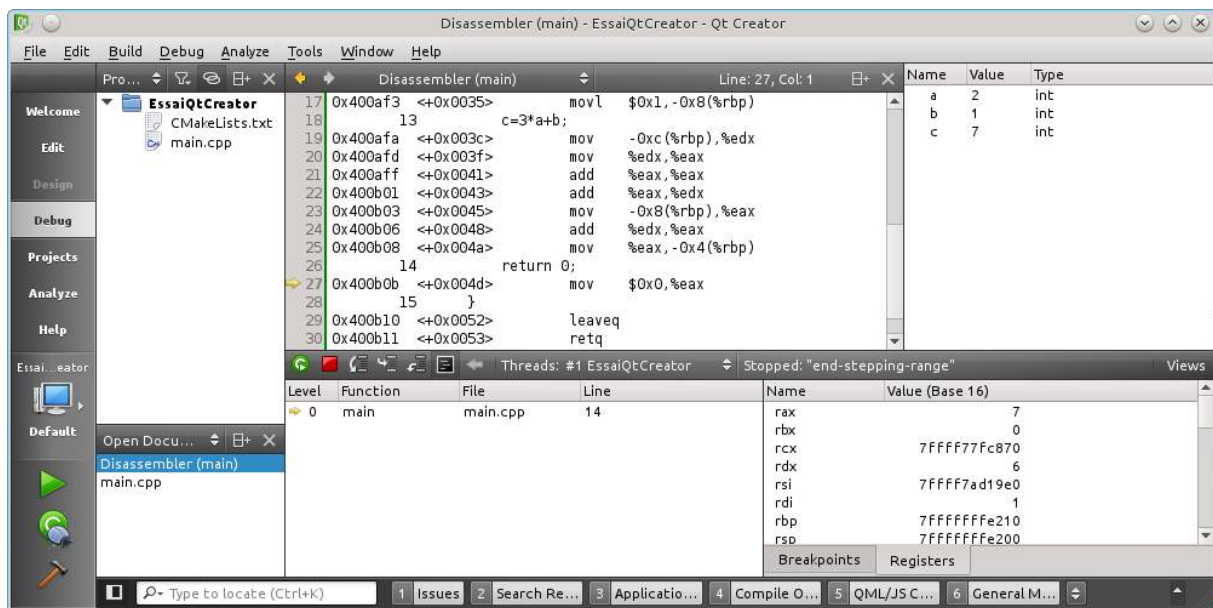 Disassembler (main) - EssaiQtCreator - Qt Creator
File Edit Build Debug Analyze Tools Window Help
Pro... Disassembler (main) Line: 27, Col: 1
Welcome
Edit
Design
Debug
Projects
Analyze
Help
Essai...eator
Default
EssaiQtCreator
CMakeLists.txt
main.cpp
Open Docu...
Disassembler (main)
main.cpp
17 0x400af3 <+0x0035> movl $0x1,-0x8(%rbp)
18 13 c=3*a+b;
19 0x400afa <+0x003c> mov -0xc(%rbp),%edx
20 0x400afd <+0x003f> mov %edx,%eax
21 0x400aff <+0x0041> add %eax,%eax
22 0x400b01 <+0x0043> add %eax,%edx
23 0x400b03 <+0x0045> mov -0x8(%rbp),%eax
24 0x400b06 <+0x0048> add %edx,%eax
25 0x400b08 <+0x004a> mov %eax,-0x4(%rbp)
26 14 return 0;
27 0x400b0b <+0x004d> mov $0x0,%eax
28 15 }
29 0x400b10 <+0x0052> leaveq
30 0x400b11 <+0x0053> retq
Name Value Type
a 2 int
b 1 int
c 7 int
Threads: #1 EssaiQtCreator Stopped: "end-stepping-range" Views
Level Function File Line
0 main main.cpp 14
Name Value (Base 16)
rax 7
rbx 0
rcx 7ffff77fc870
rdx 6
rsi 7ffff7ad19e0
rdi 1
rbp 7fffffffe210
rsp 7fffffffe200
Breakpoints Registers
Type to locate (Ctrl+K) 1 Issues 2 Search Re... 3 Applicatio... 4 Compile O... 5 QML/JS C... 6 General M...